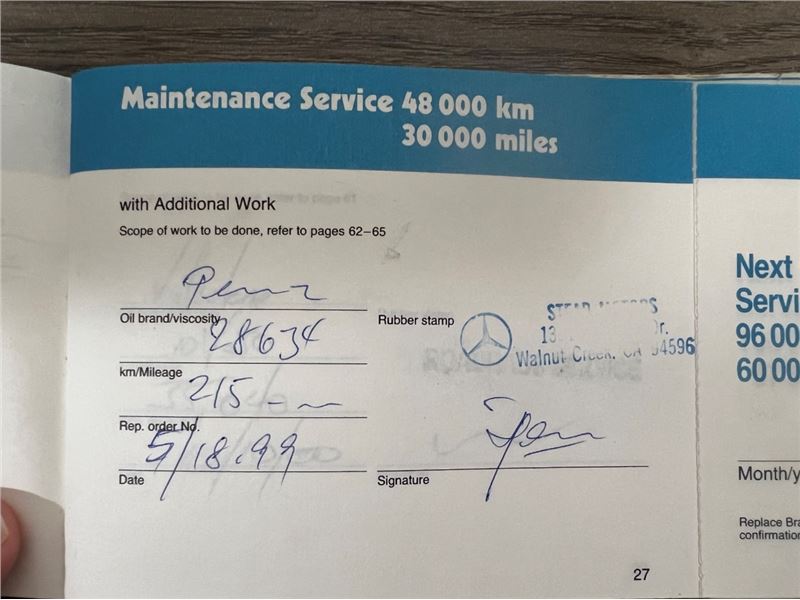 Maintenance Service 48 000 km
30 000 miles
with Additional Work
Scope of work to be done, refer to pages 62–65
Oil brand/viscosity
28634
km/Mileage
215
Rep. order No.
5/18.99
Date
Rubber stamp
Walnut Creek, CA 94596
Signature
27
Next
Servi
96 00
60 00
Month/y
Replace Bra
confirmation